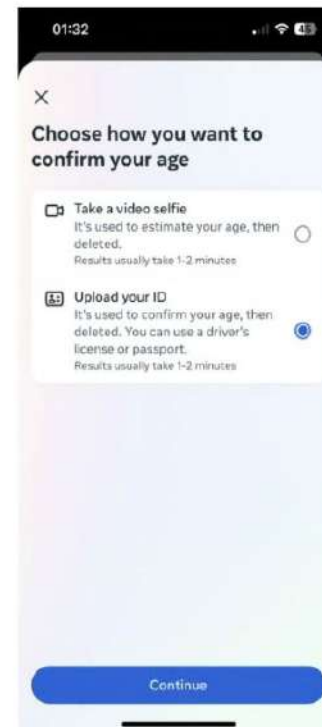 01:32
45
Choose how you want to
confirm your age
Take a video selfie
It's used to estimate your age, then
deleted.
Results usually take 1-2 minutes
Upload your ID
It's used to confirm your age, then
deleted. You can use a driver's
license or passport.
Results usually take 1-2 minutes
Continue